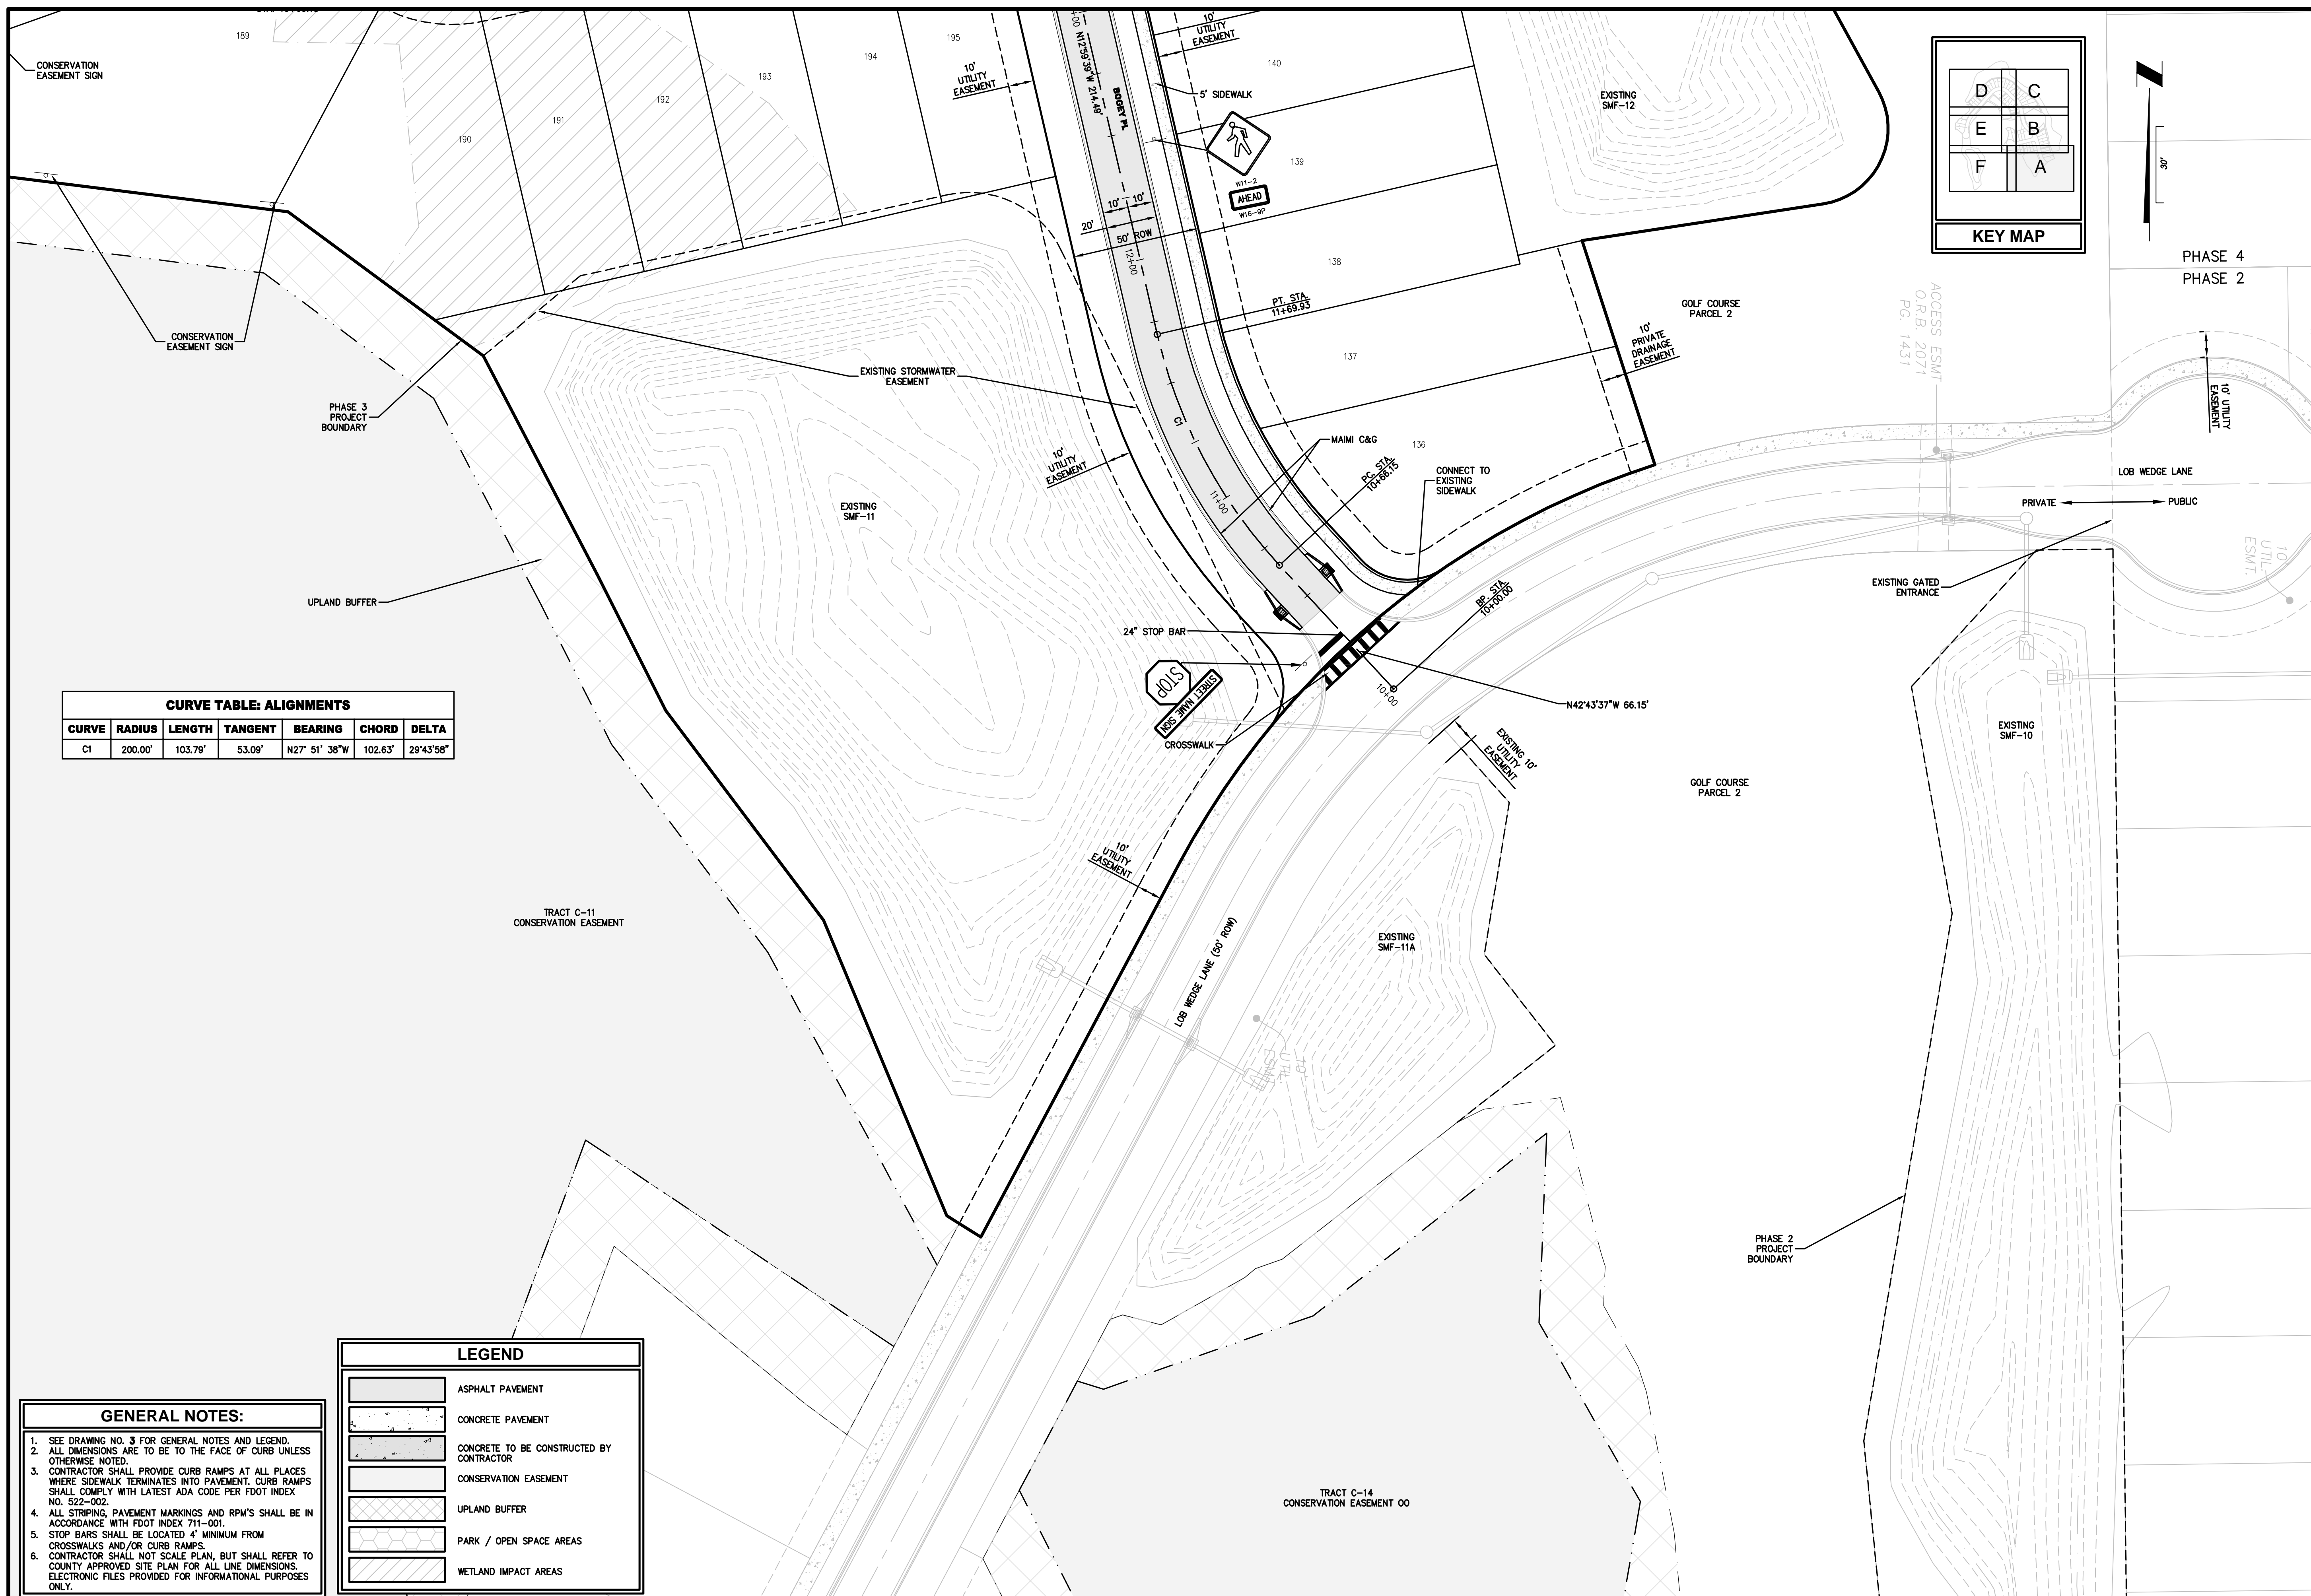 189
CONSERVATION
EASEMENT SIGN
190
191
192
193
194
195
10'
UTILITY
EASEMENT
+00 N12°59'39"W 214.49'
BOGEY PL
10'
UTILITY
EASEMENT
5' SIDEWALK
140
W11-2
AHEAD
W16-9P
139
138
137
136
EXISTING
SMF-12
D
C
E
B
F
A
KEY MAP
30'
PHASE 4
PHASE 2
10'
10'
20'
50' ROW
12+00
PT. STA.
11+69.93
C1
GOLF COURSE
PARCEL 2
10'
PRIVATE
DRAINAGE
EASEMENT
ACCESS ESMT
O.R.B. 2071
PG. 1431
10' UTILITY
EASEMENT
CONSERVATION
EASEMENT SIGN
EXISTING STORMWATER
EASEMENT
PHASE 3
PROJECT
BOUNDARY
10'
UTILITY
EASEMENT
MAIMI C&G
PC. STA.
10+66.15
CONNECT TO
EXISTING
SIDEWALK
LOB WEDGE LANE
PRIVATE
PUBLIC
11+00
EXISTING
SMF-11
10'
UTIL.
ESMT.
EXISTING GATED
ENTRANCE
UPLAND BUFFER
BP. STA.
10+00.00
24" STOP BAR
STOP
STREET NAME SIGN
10+00
N42°43'37"W 66.15'
CROSSWALK
EXISTING 10'
UTILITY
EASEMENT
EXISTING
SMF-10
GOLF COURSE
PARCEL 2
CURVE TABLE: ALIGNMENTS
CURVE RADIUS LENGTH TANGENT BEARING CHORD DELTA
C1 200.00' 103.79' 53.09' N27° 51' 38"W 102.63' 29°43'58"
10'
UTILITY
EASEMENT
TRACT C-11
CONSERVATION EASEMENT
EXISTING
SMF-11A
LOB WEDGE LANE (50' ROW)
10'
UTIL.
ESMT.
PHASE 2
PROJECT
BOUNDARY
TRACT C-14
CONSERVATION EASEMENT OO
LEGEND
ASPHALT PAVEMENT
CONCRETE PAVEMENT
CONCRETE TO BE CONSTRUCTED BY
CONTRACTOR
CONSERVATION EASEMENT
UPLAND BUFFER
PARK / OPEN SPACE AREAS
WETLAND IMPACT AREAS
GENERAL NOTES:
1. SEE DRAWING NO. 3 FOR GENERAL NOTES AND LEGEND.
2. ALL DIMENSIONS ARE TO BE TO THE FACE OF CURB UNLESS
OTHERWISE NOTED.
3. CONTRACTOR SHALL PROVIDE CURB RAMPS AT ALL PLACES
WHERE SIDEWALK TERMINATES INTO PAVEMENT. CURB RAMPS
SHALL COMPLY WITH LATEST ADA CODE PER FDOT INDEX
NO. 522-002.
4. ALL STRIPING, PAVEMENT MARKINGS AND RPM'S SHALL BE IN
ACCORDANCE WITH FDOT INDEX 711-001.
5. STOP BARS SHALL BE LOCATED 4' MINIMUM FROM
CROSSWALKS AND/OR CURB RAMPS.
6. CONTRACTOR SHALL NOT SCALE PLAN, BUT SHALL REFER TO
COUNTY APPROVED SITE PLAN FOR ALL LINE DIMENSIONS.
ELECTRONIC FILES PROVIDED FOR INFORMATIONAL PURPOSES
ONLY.